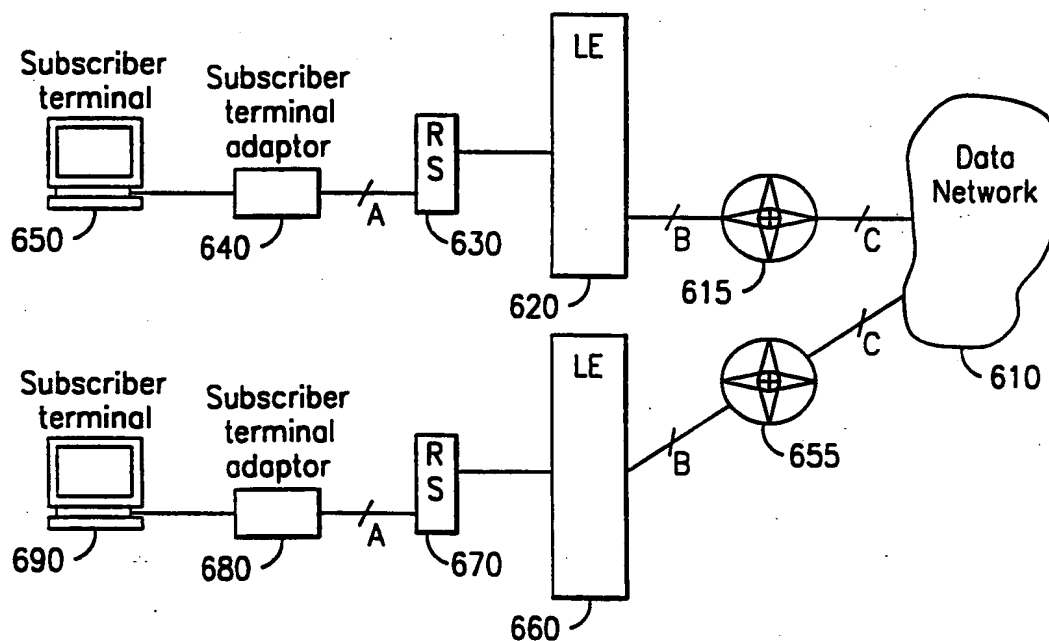 Subscriber
terminal
650
Subscriber
terminal
adaptor
640
A
R
S
630
LE
620
B
615
C
Data
Network
610
Subscriber
terminal
690
Subscriber
terminal
adaptor
680
A
R
S
670
LE
660
B
655
C